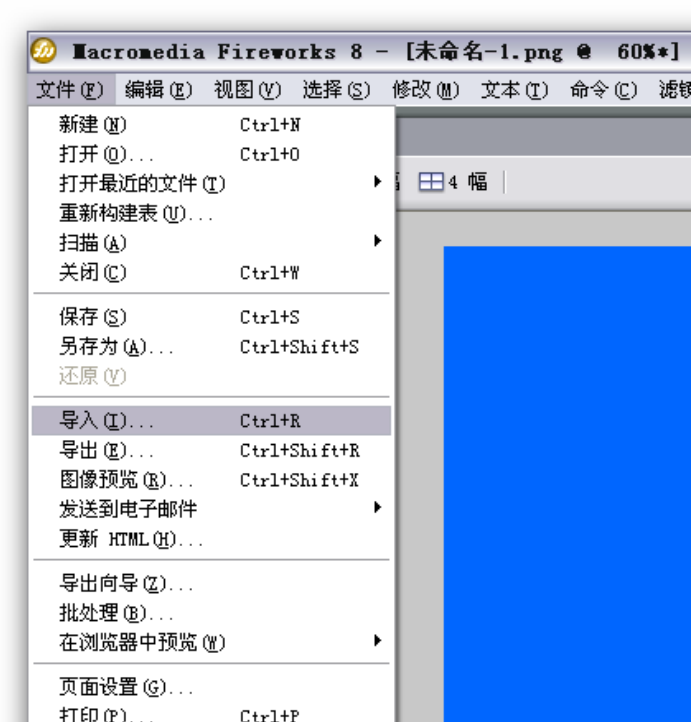 Macromedia Fireworks 8 - [未命名-1.png @ 60%*]
文件(F) 编辑(E) 视图(V) 选择(S) 修改(M) 文本(T) 命令(C) 滤镜
4 幅
新建(N) Ctrl+N
打开(O)... Ctrl+O
打开最近的文件(T)
重新构建表(U)...
扫描(A)
关闭(C) Ctrl+W
保存(S) Ctrl+S
另存为(A)... Ctrl+Shift+S
还原(V)
导入(I)... Ctrl+R
导出(E)... Ctrl+Shift+R
图像预览(R)... Ctrl+Shift+X
发送到电子邮件
更新 HTML(H)...
导出向导(Z)...
批处理(B)...
在浏览器中预览(W)
页面设置(G)...
打印(P)... Ctrl+P